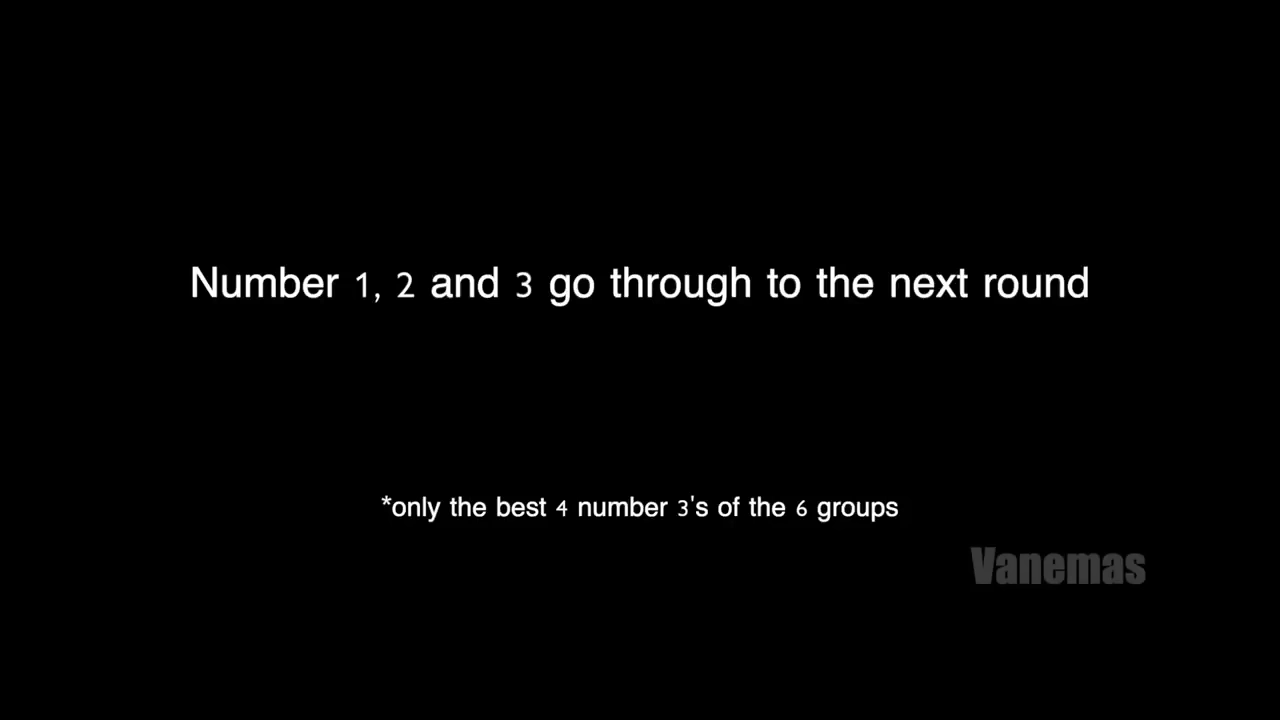 Number 1, 2 and 3 go through to the next round
*only the best 4 number 3's of the 6 groups
Vanemas